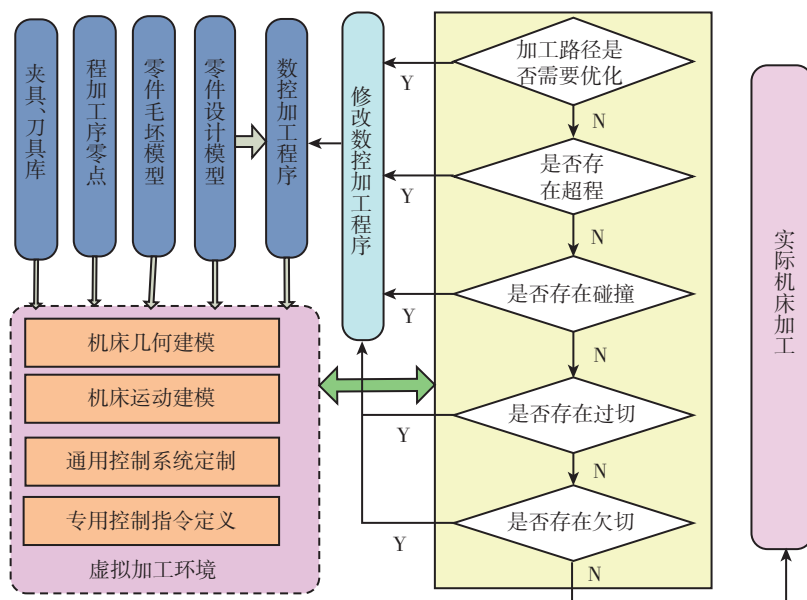 夹具、刀具库
程加工序零点
零件毛坯模型
零件设计模型
数控加工程序
修改数控加工程序
加工路径是
否需要优化
Y
N
是否存
在超程
Y
N
是否存在碰撞
Y
N
是否存在过切
Y
N
是否存在欠切
Y
N
机床几何建模
机床运动建模
通用控制系统定制
专用控制指令定义
虚拟加工环境
实际机床加工